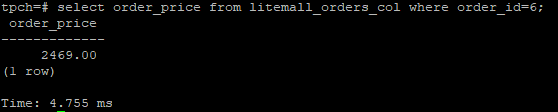 tpch=# select order_price from litemall_orders_col where order_id=6;
 order_price
-------------
     2469.00
(1 row)

Time: 4.755 ms